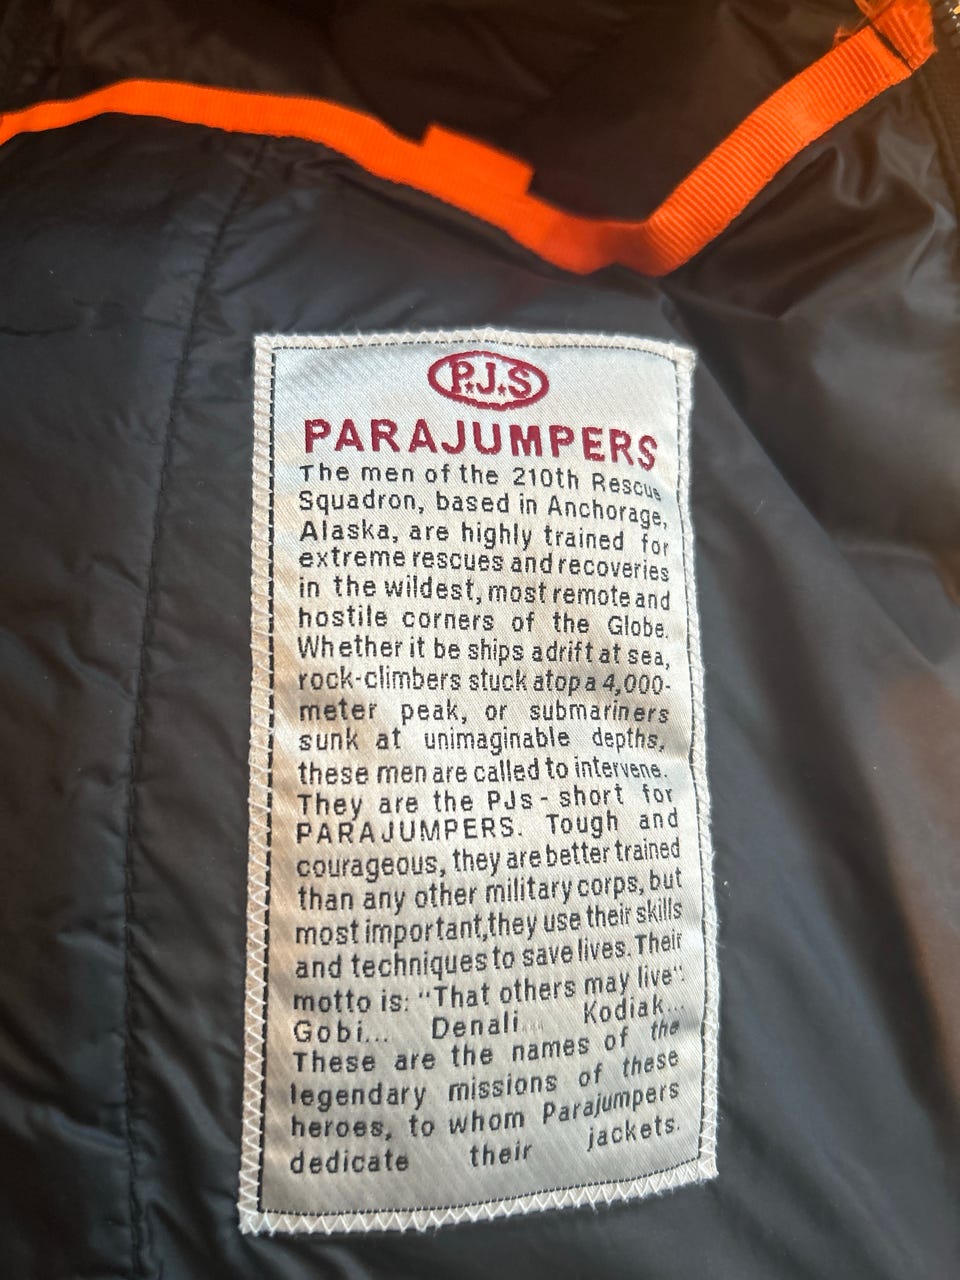 P.J.S
PARAJUMPERS
The men of the 210th Rescue
Squadron, based in Anchorage,
Alaska, are highly trained for
extreme rescues and recoveries
in the wildest, most remote and
hostile corners of the Globe.
Whether it be ships adrift at sea,
rock-climbers stuck atop a 4,000-
meter peak, or submariners
sunk at unimaginable depths,
these men are called to intervene.
They are the PJs - short for
PARAJUMPERS. Tough and
courageous, they are better trained
than any other military corps, but
most important,they use their skills
and techniques to save lives. Their
motto is: "That others may live".
Gobi... Denali... Kodiak...
These are the names of the
legendary missions of these
heroes, to whom Parajumpers
dedicate their jackets.